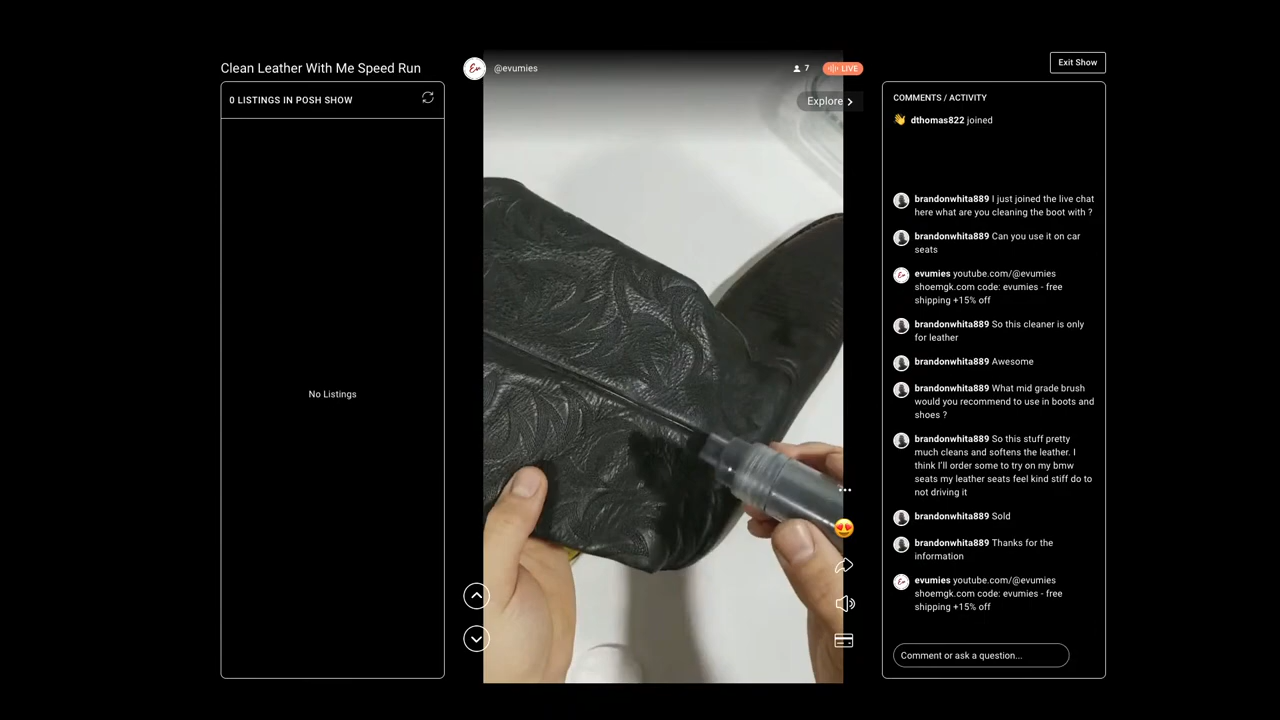 Clean Leather With Me Speed Run
0 LISTINGS IN POSH SHOW
No Listings
Ev
@evumies
7
LIVE
Explore
Exit Show
COMMENTS / ACTIVITY
dthomas822 joined
brandonwhita889 I just joined the live chat
here what are you cleaning the boot with ?
brandonwhita889 Can you use it on car
seats
evumies youtube.com/@evumies
shoemgk.com code: evumies - free
shipping +15% off
brandonwhita889 So this cleaner is only
for leather
brandonwhita889 Awesome
brandonwhita889 What mid grade brush
would you recommend to use in boots and
shoes ?
brandonwhita889 So this stuff pretty
much cleans and softens the leather. I
think I'll order some to try on my bmw
seats my leather seats feel kind stiff do to
not driving it
brandonwhita889 Sold
brandonwhita889 Thanks for the
information
evumies youtube.com/@evumies
shoemgk.com code: evumies - free
shipping +15% off
Comment or ask a question...